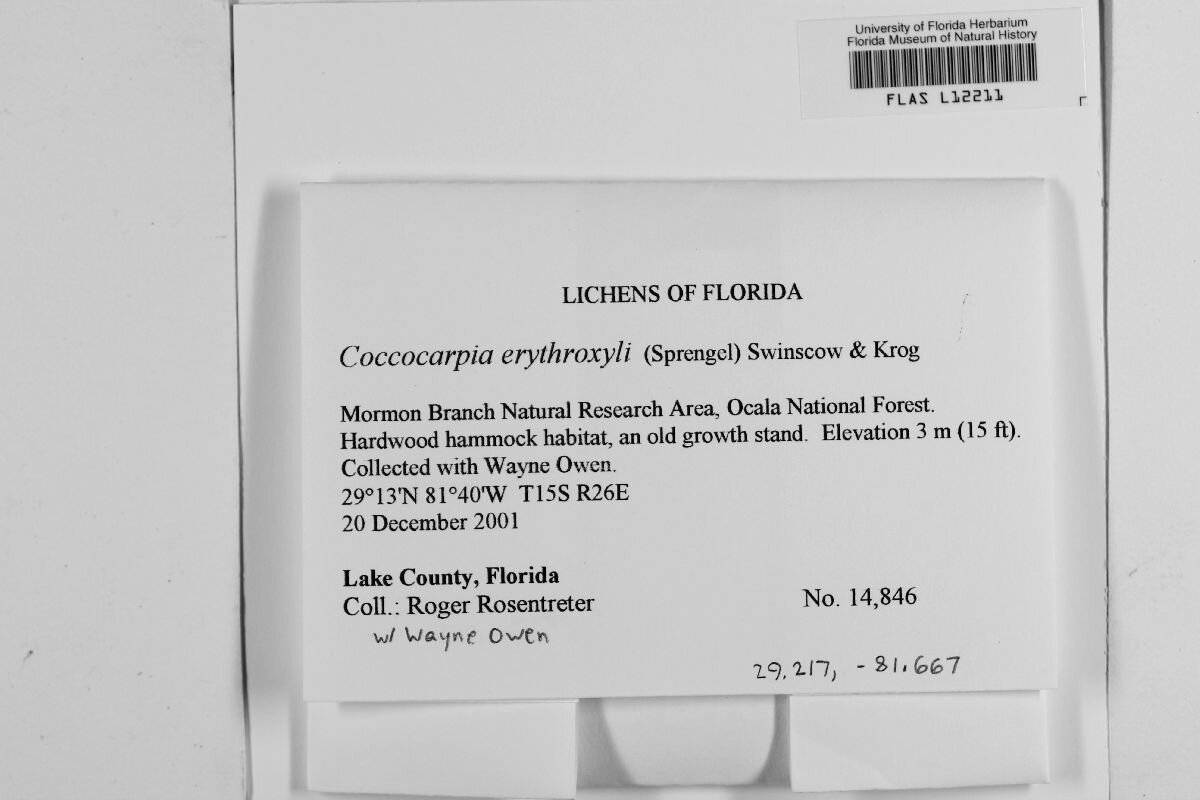 University of Florida Herbarium
Florida Museum of Natural History
FLAS L12211
LICHENS OF FLORIDA
Coccocarpia erythroxyli (Sprengel) Swinscow & Krog
Mormon Branch Natural Research Area, Ocala National Forest.
Hardwood hammock habitat, an old growth stand. Elevation 3 m (15 ft).
Collected with Wayne Owen.
29°13'N 81°40'W T15S R26E
20 December 2001
Lake County, Florida
Coll.: Roger Rosentreter No. 14,846
w/ Wayne Owen
29.217, -81.667